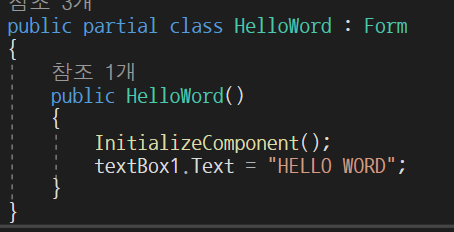 참조 3개
public partial class HelloWord : Form
{
참조 1개
public HelloWord()
{
InitializeComponent();
textBox1.Text = "HELLO WORD";
}
}